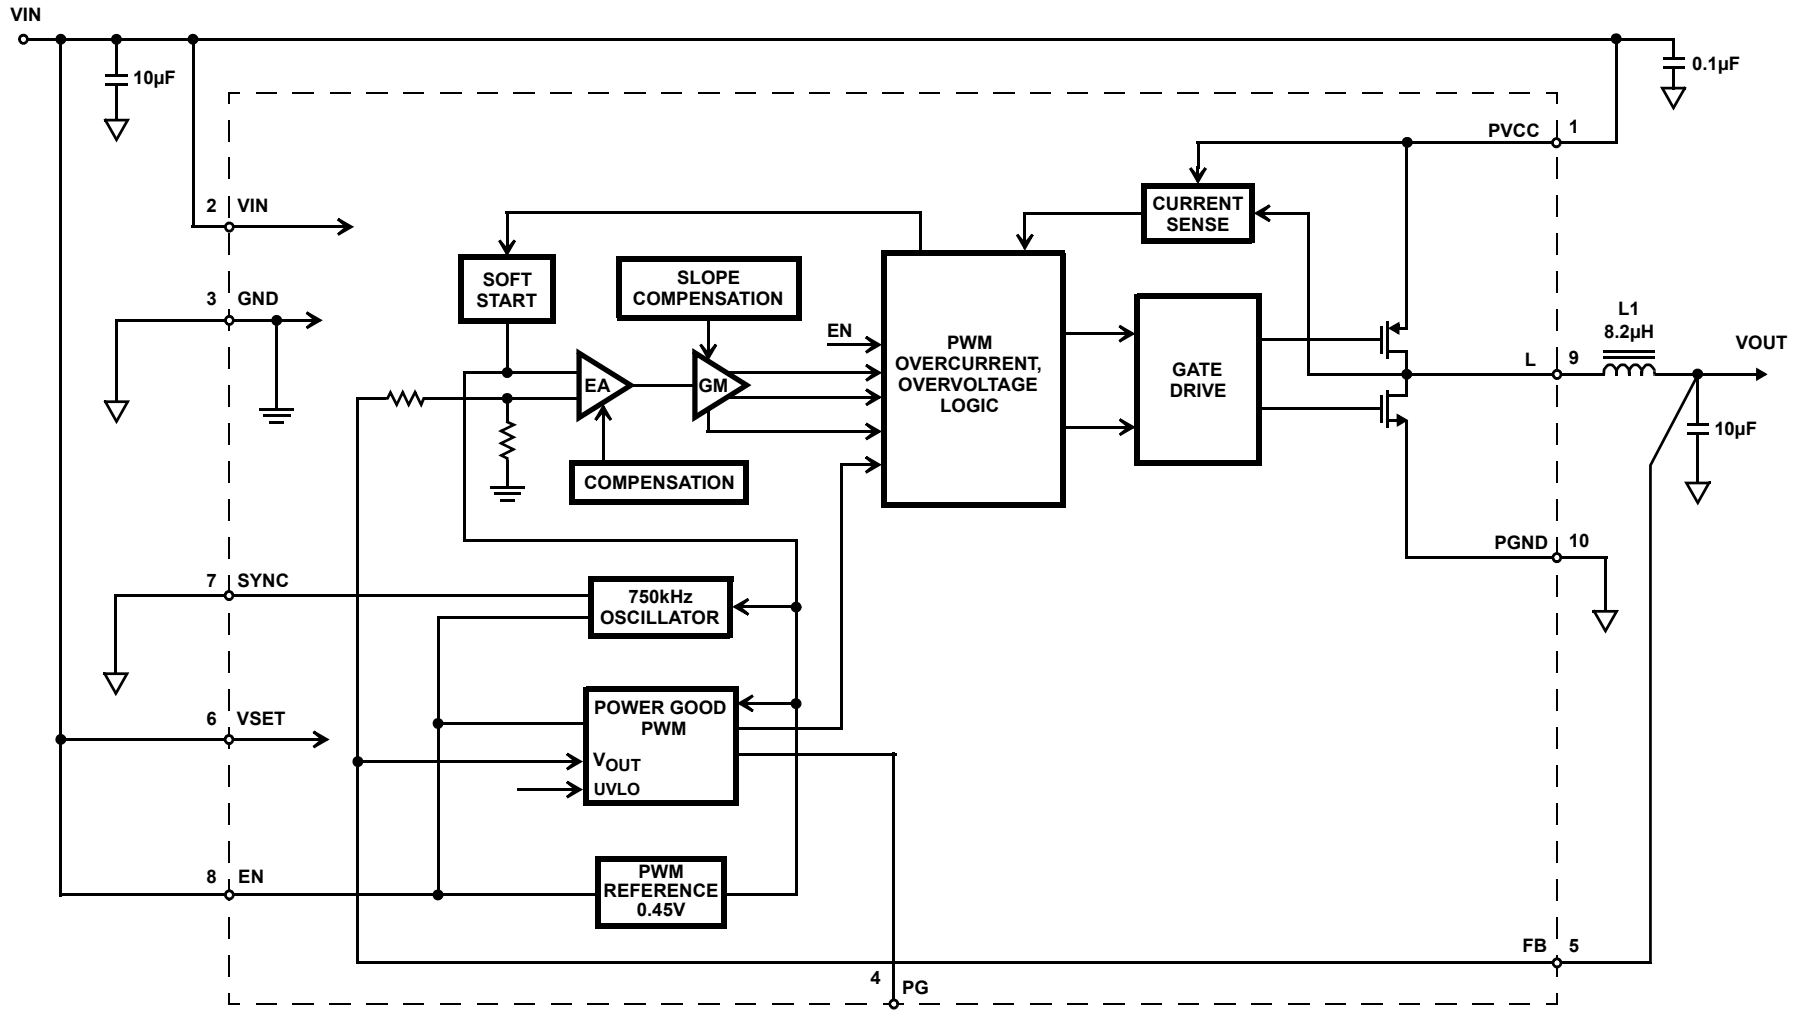 VIN
10µF
0.1µF
PVCC 1
2 VIN
CURRENT
SENSE
3 GND
SOFT
START
SLOPE
COMPENSATION
EN
PWM
OVERCURRENT,
OVERVOLTAGE
LOGIC
GATE
DRIVE
L1
8.2µH
L 9
VOUT
EA
GM
10µF
COMPENSATION
PGND 10
7 SYNC
750kHz
OSCILLATOR
6 VSET
POWER GOOD
PWM
VOUT
UVLO
8 EN
PWM
REFERENCE
0.45V
FB 5
4 PG